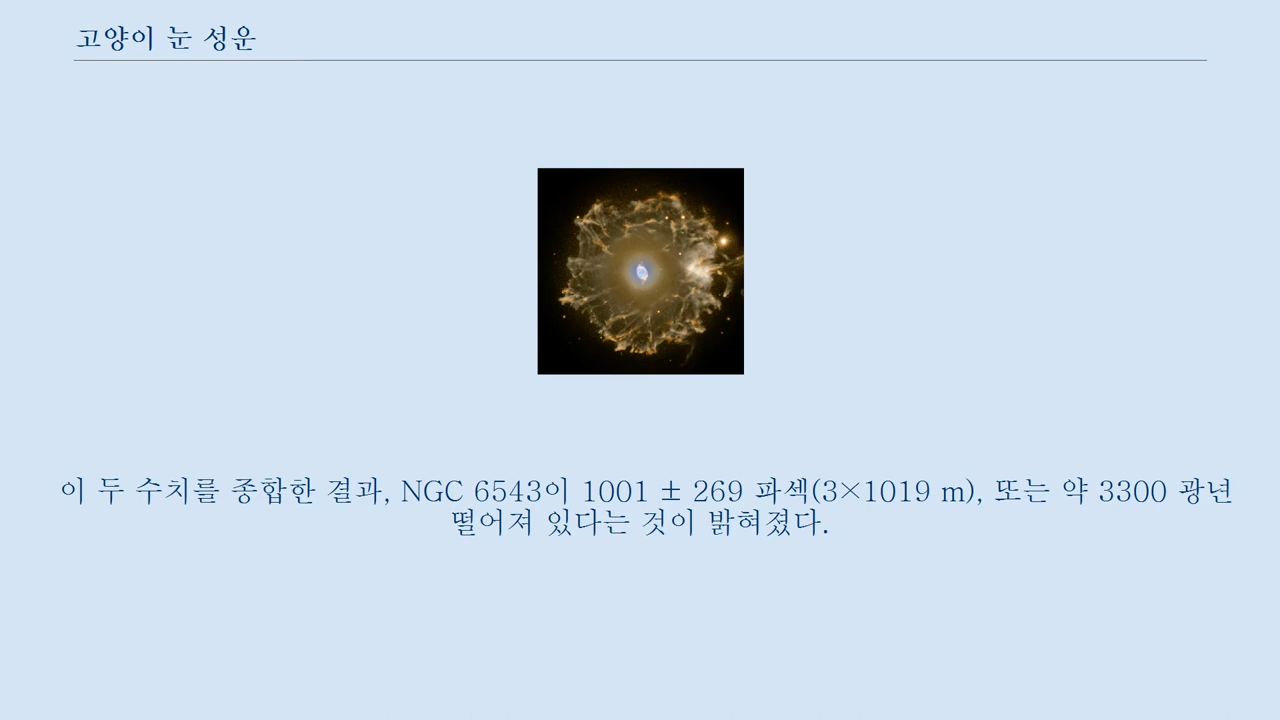 고양이 눈 성운
이 두 수치를 종합한 결과, NGC 6543이 1001 ± 269 파섹(3×1019 m), 또는 약 3300 광년
떨어져 있다는 것이 밝혀졌다.